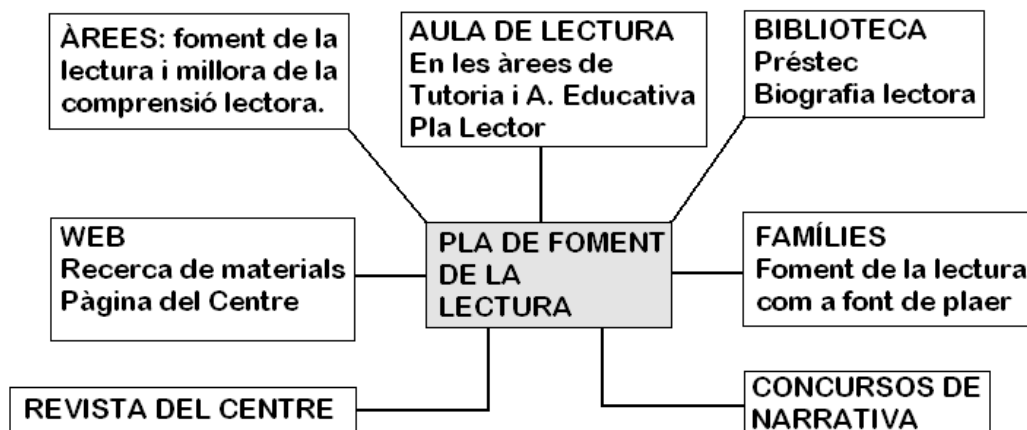 ÀREES: foment de la
lectura i millora de la
comprensió lectora.
AULA DE LECTURA
En les àrees de
Tutoria i A. Educativa
Pla Lector
BIBLIOTECA
Préstec
Biografia lectora
WEB
Recerca de materials
Pàgina del Centre
PLA DE FOMENT
DE LA
LECTURA
FAMÍLIES
Foment de la lectura
com a font de plaer
REVISTA DEL CENTRE
CONCURSOS DE
NARRATIVA